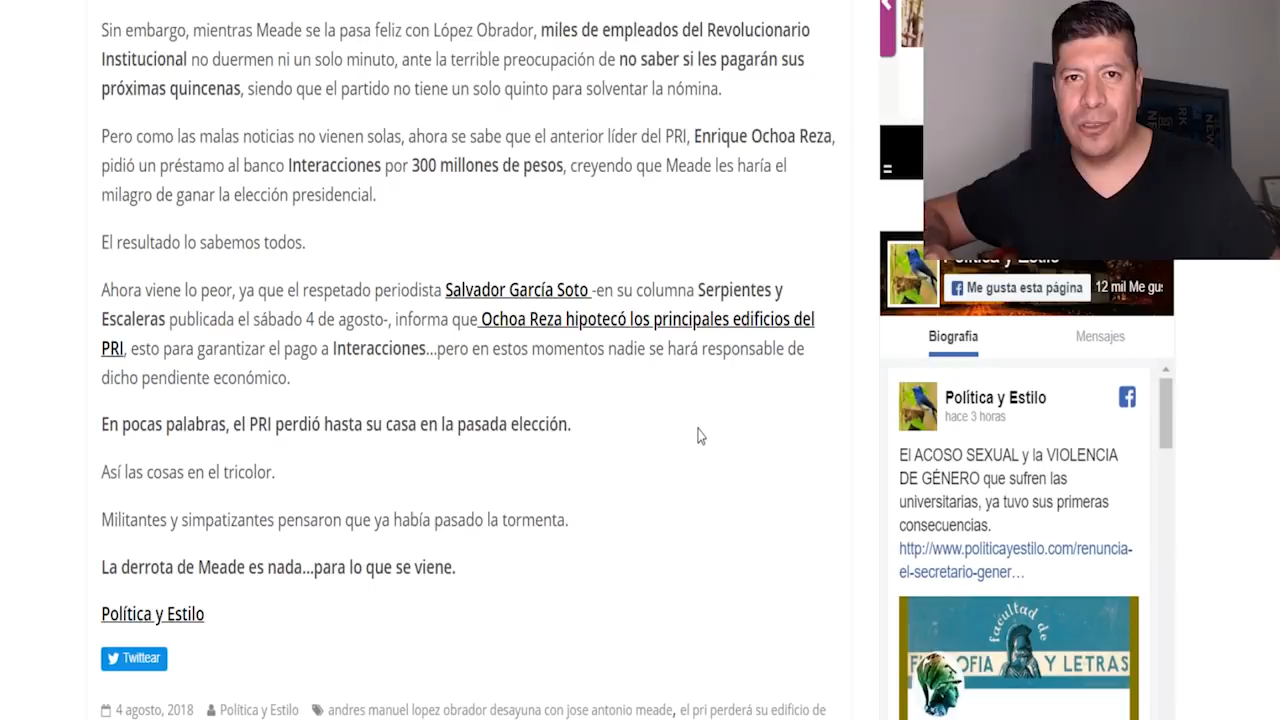 Sin embargo, mientras Meade se la pasa feliz con López Obrador, miles de empleados del Revolucionario
Institucional no duermen ni un solo minuto, ante la terrible preocupación de no saber si les pagarán sus
próximas quincenas, siendo que el partido no tiene un solo quinto para solventar la nómina.
Pero como las malas noticias no vienen solas, ahora se sabe que el anterior líder del PRI, Enrique Ochoa Reza,
pidió un préstamo al banco Interacciones por 300 millones de pesos, creyendo que Meade les haría el
milagro de ganar la elección presidencial.
El resultado lo sabemos todos.
Ahora viene lo peor, ya que el respetado periodista Salvador García Soto -en su columna Serpientes y
Escaleras publicada el sábado 4 de agosto-, informa que Ochoa Reza hipotecó los principales edificios del
PRI, esto para garantizar el pago a Interacciones...pero en estos momentos nadie se hará responsable de
dicho pendiente económico.
En pocas palabras, el PRI perdió hasta su casa en la pasada elección.
Así las cosas en el tricolor.
Militantes y simpatizantes pensaron que ya había pasado la tormenta.
La derrota de Meade es nada...para lo que se viene.
Política y Estilo
Twittear
4 agosto, 2018 Política y Estilo andres manuel lopez obrador desayuna con jose antonio meade, el pri perderá su edificio de
Política y Estilo
Me gusta esta página 12 mil Me gus
Biografía Mensajes
Política y Estilo
hace 3 horas
El ACOSO SEXUAL y la VIOLENCIA
DE GÉNERO que sufren las
universitarias, ya tuvo sus primeras
consecuencias.
http://www.politicayestilo.com/renuncia-
el-secretario-gener…
facultad de
FILOSOFIA Y LETRAS